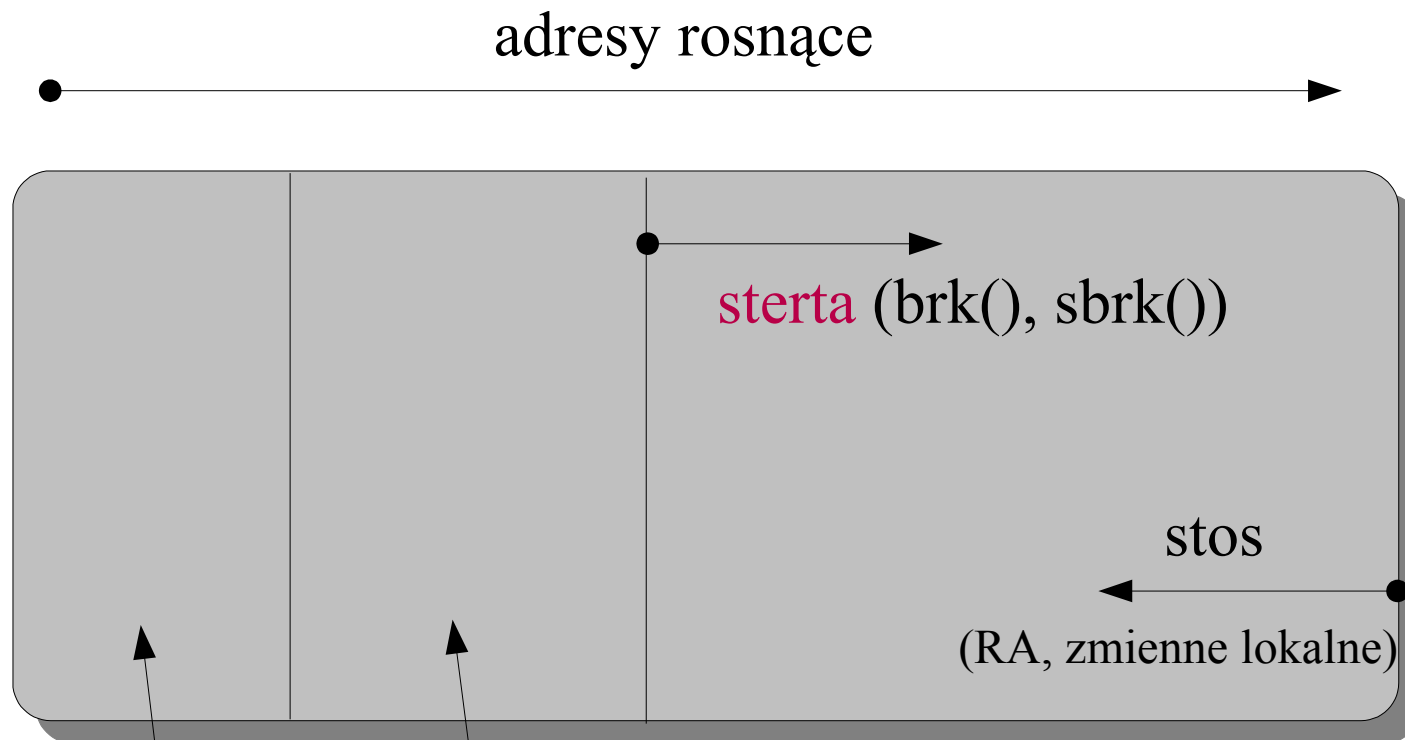 adresy rosnące
sterta (brk(), sbrk())
stos
(RA, zmienne lokalne)